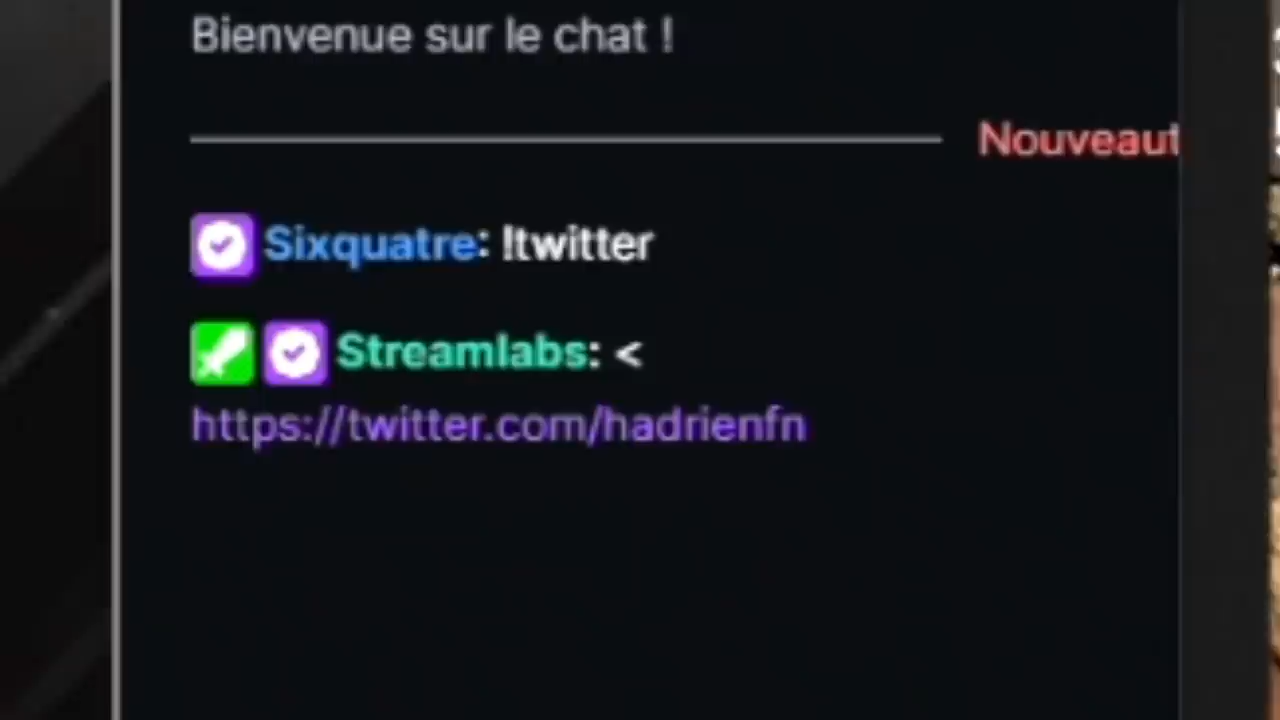 Bienvenue sur le chat !
Nouveaut
Sixquatre: !twitter
Streamlabs: <
https://twitter.com/hadrienfn